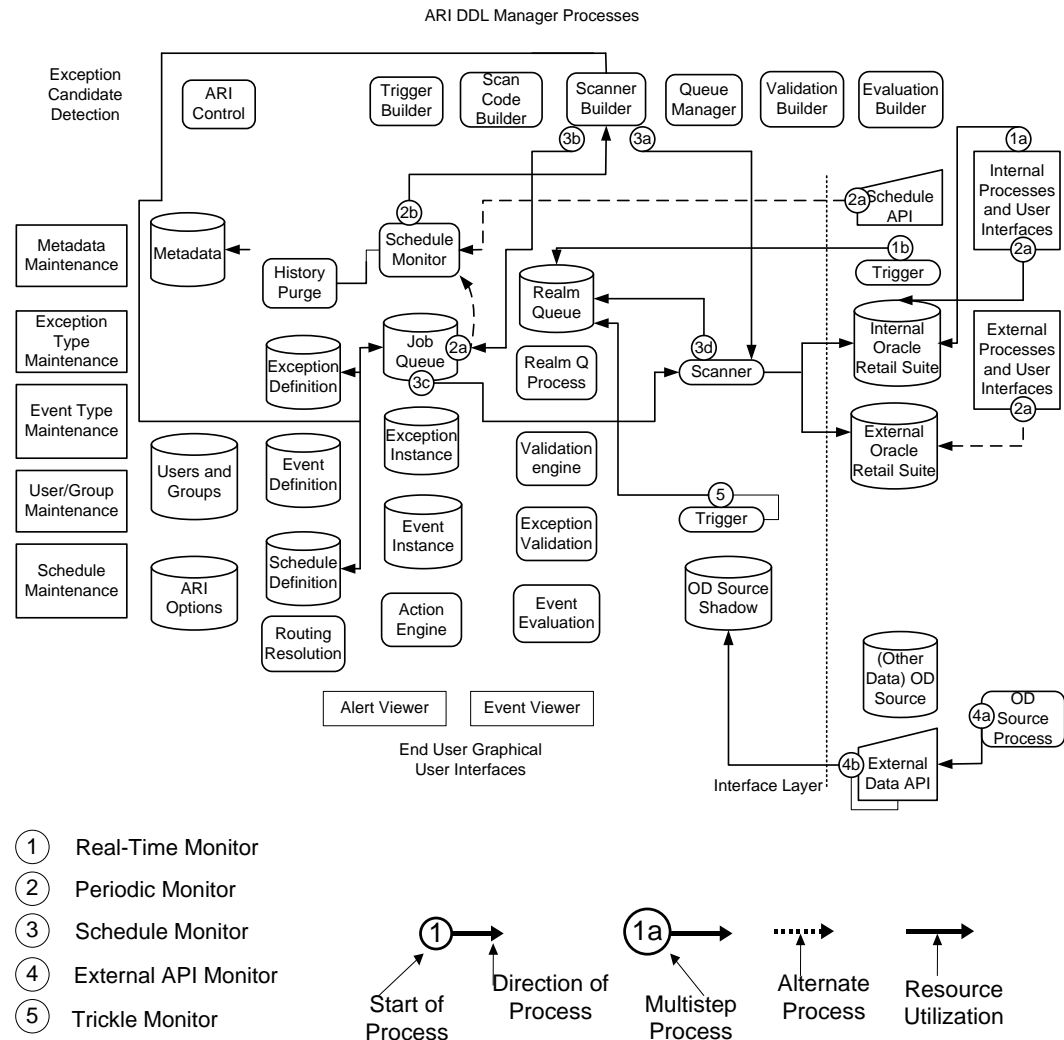 ARI DDL Manager Processes
Exception
Candidate
Detection
ARI
Control
Trigger
Builder
Scan
Code
Builder
Scanner
Builder
Queue
Manager
Validation
Builder
Evaluation
Builder
3b
3a
1a
Internal
Processes
and User
Interfaces
2a
2a
Schedule
API
2b
Schedule
Monitor
1b
Trigger
Metadata
Maintenance
Metadata
History
Purge
Realm
Queue
Internal
Oracle
Retail Suite
External
Processes
and User
Interfaces
2a
Exception
Type
Maintenance
Exception
Definition
Job
Queue
2a
3c
Realm Q
Process
3d
Scanner
Event Type
Maintenance
Exception
Instance
External
Oracle
Retail Suite
Users and
Groups
Event
Definition
Validation
engine
User/Group
Maintenance
5
Trigger
Event
Instance
Exception
Validation
Schedule
Maintenance
ARI
Options
Schedule
Definition
OD Source
Shadow
Action
Engine
Event
Evaluation
Routing
Resolution
(Other
Data) OD
Source
Alert Viewer
Event Viewer
4a
OD
Source
Process
End User Graphical
User Interfaces
4b
External
Data API
Interface Layer
1 Real-Time Monitor
2 Periodic Monitor
3 Schedule Monitor
4 External API Monitor
5 Trickle Monitor
1
Start of
Process
Direction of
Process
1a
Multistep
Process
Alternate
Process
Resource
Utilization